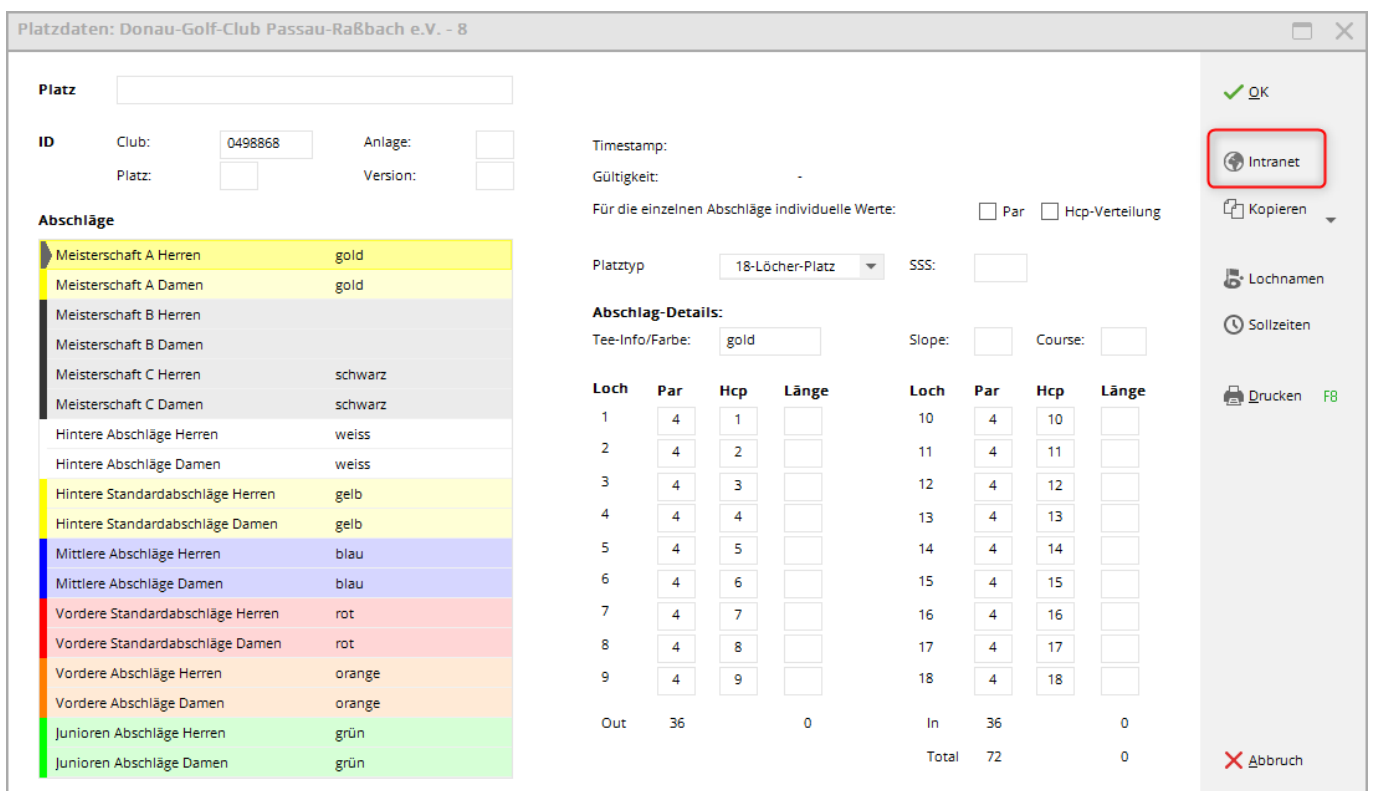 Platzdaten: Donau-Golf-Club Passau-Raßbach e.V. - 8
Platz
ID Club: 0498868 Anlage:
Platz: Version:
Abschläge
Meisterschaft A Herren gold
Meisterschaft A Damen gold
Meisterschaft B Herren
Meisterschaft B Damen
Meisterschaft C Herren schwarz
Meisterschaft C Damen schwarz
Hintere Abschläge Herren weiss
Hintere Abschläge Damen weiss
Hintere Standardabschläge Herren gelb
Hintere Standardabschläge Damen gelb
Mittlere Abschläge Herren blau
Mittlere Abschläge Damen blau
Vordere Standardabschläge Herren rot
Vordere Standardabschläge Damen rot
Vordere Abschläge Herren orange
Vordere Abschläge Damen orange
Junioren Abschläge Herren grün
Junioren Abschläge Damen grün
Timestamp:
Gültigkeit: -
Für die einzelnen Abschläge individuelle Werte: Par Hcp-Verteilung
Platztyp 18-Löcher-Platz SSS:
Abschlag-Details:
Tee-Info/Farbe: gold Slope: Course:
Loch Par Hcp Länge Loch Par Hcp Länge
1 4 1 10 4 10
2 4 2 11 4 11
3 4 3 12 4 12
4 4 4 13 4 13
5 4 5 14 4 14
6 4 6 15 4 15
7 4 7 16 4 16
8 4 8 17 4 17
9 4 9 18 4 18
Out 36 0 In 36 0
Total 72 0
OK
Intranet
Kopieren
Lochnamen
Sollzeiten
Drucken F8
Abbruch